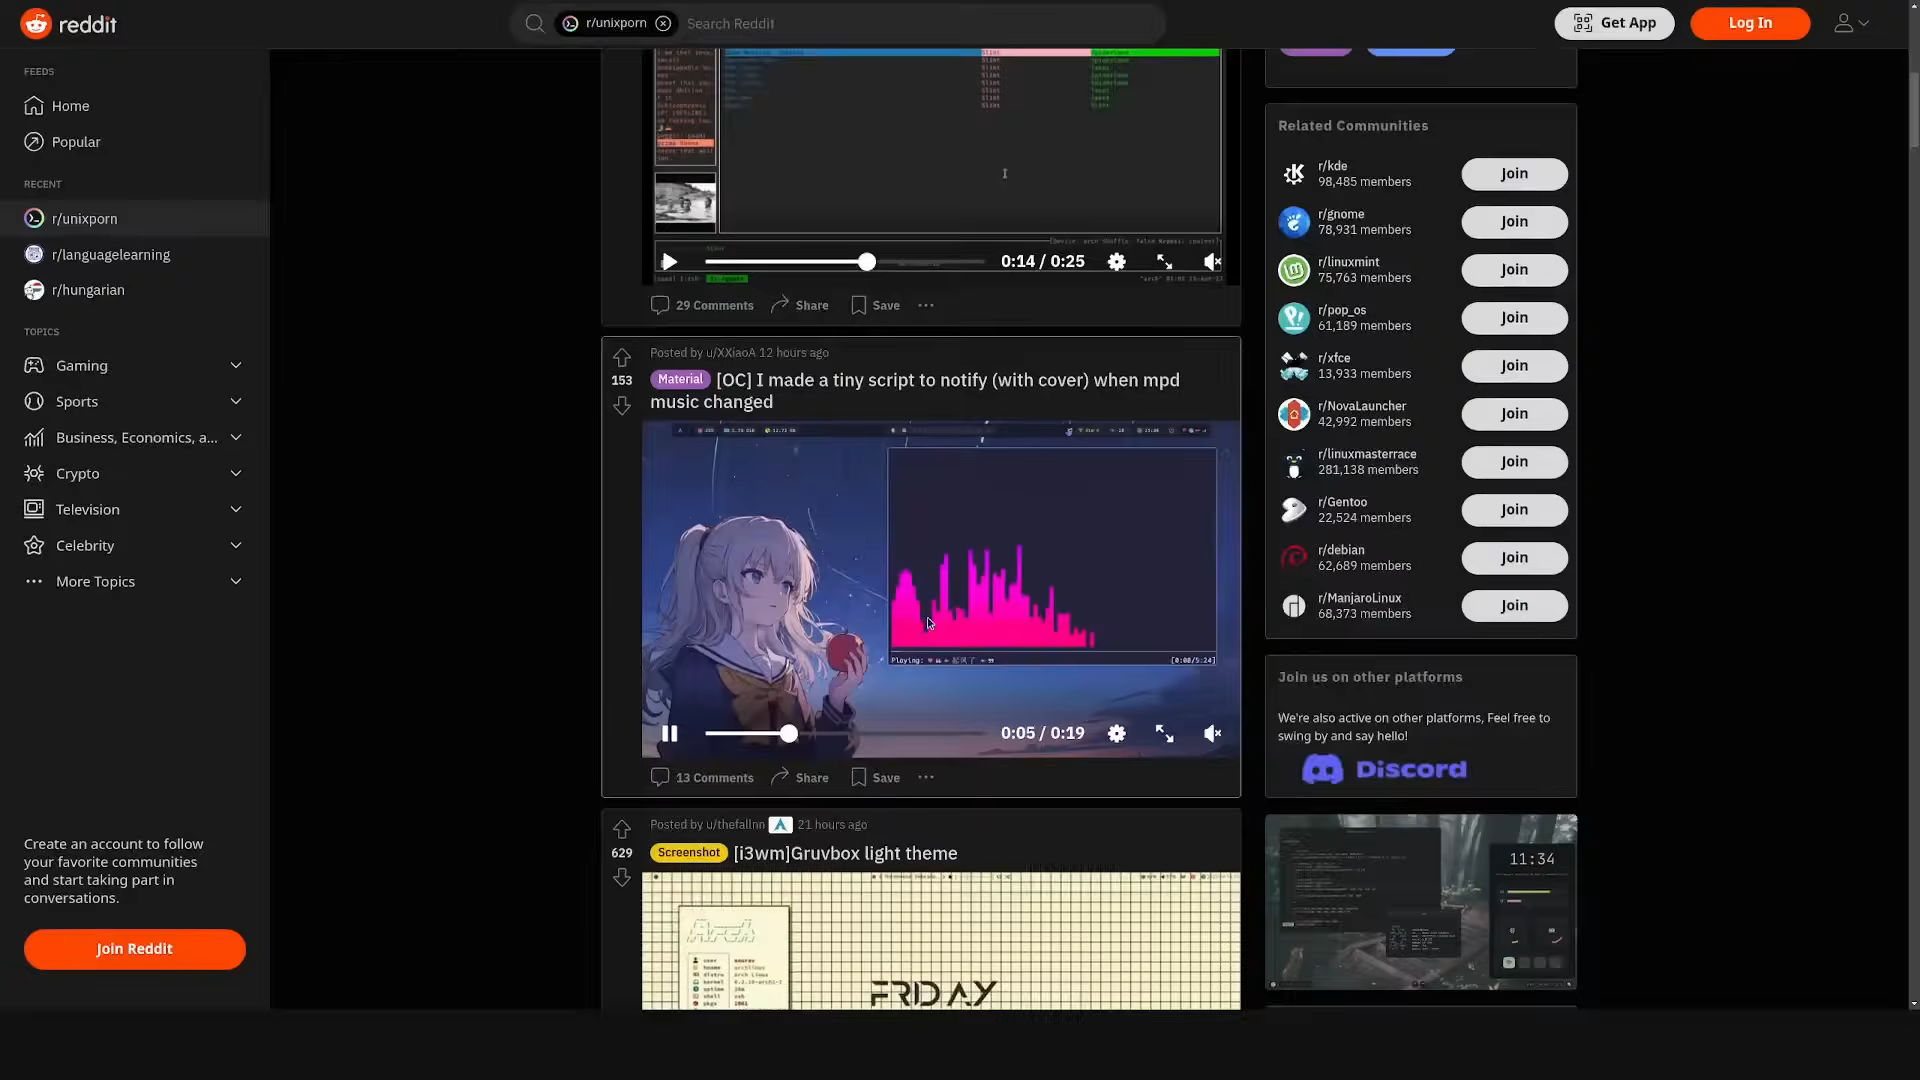 reddit
r/unixporn
Search Reddit
Get App
Log In
FEEDS
Home
Popular
RECENT
r/unixporn
r/languagelearning
r/hungarian
TOPICS
Gaming
Sports
Business, Economics, a...
Crypto
Television
Celebrity
More Topics
Create an account to follow
your favorite communities
and start taking part in
conversations.
Join Reddit
0:14 / 0:25
29 Comments
Share
Save
Posted by u/XXiaoA 12 hours ago
153
Material [OC] I made a tiny script to notify (with cover) when mpd
music changed
Playing:
[0:08/5:24]
0:05 / 0:19
13 Comments
Share
Save
Posted by u/thefallnn 21 hours ago
629
Screenshot [i3wm]Gruvbox light theme
FRIDAY
Related Communities
r/kde
98,485 members
Join
r/gnome
78,931 members
Join
r/linuxmint
75,763 members
Join
r/pop_os
61,189 members
Join
r/xfce
13,933 members
Join
r/NovaLauncher
42,992 members
Join
r/linuxmasterrace
281,138 members
Join
r/Gentoo
22,524 members
Join
r/debian
62,689 members
Join
r/ManjaroLinux
68,373 members
Join
Join us on other platforms
We're also active on other platforms, Feel free to
swing by and say hello!
Discord
11:34